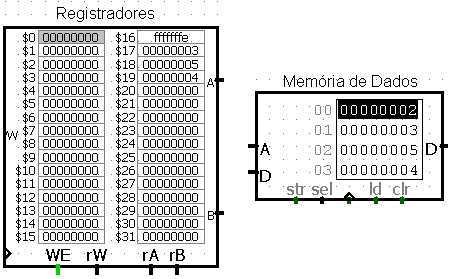 Registradores
$0 00000000 $16 fffffffe
$1 00000000 $17 00000003
$2 00000000 $18 00000005
$3 00000000 $19 00000004
$4 00000000 $20 00000000
$5 00000000 $21 00000000
$6 00000000 $22 00000000
$7 00000000 $23 00000000
$8 00000000 $24 00000000
$9 00000000 $25 00000000
$10 00000000 $26 00000000
$11 00000000 $27 00000000
$12 00000000 $28 00000000
$13 00000000 $29 00000000
$14 00000000 $30 00000000
$15 00000000 $31 00000000
W
A
B
WE rW rA rB
Memória de Dados
00 00000002
01 00000003
02 00000005
03 00000004
A
D
D
str sel ld clr